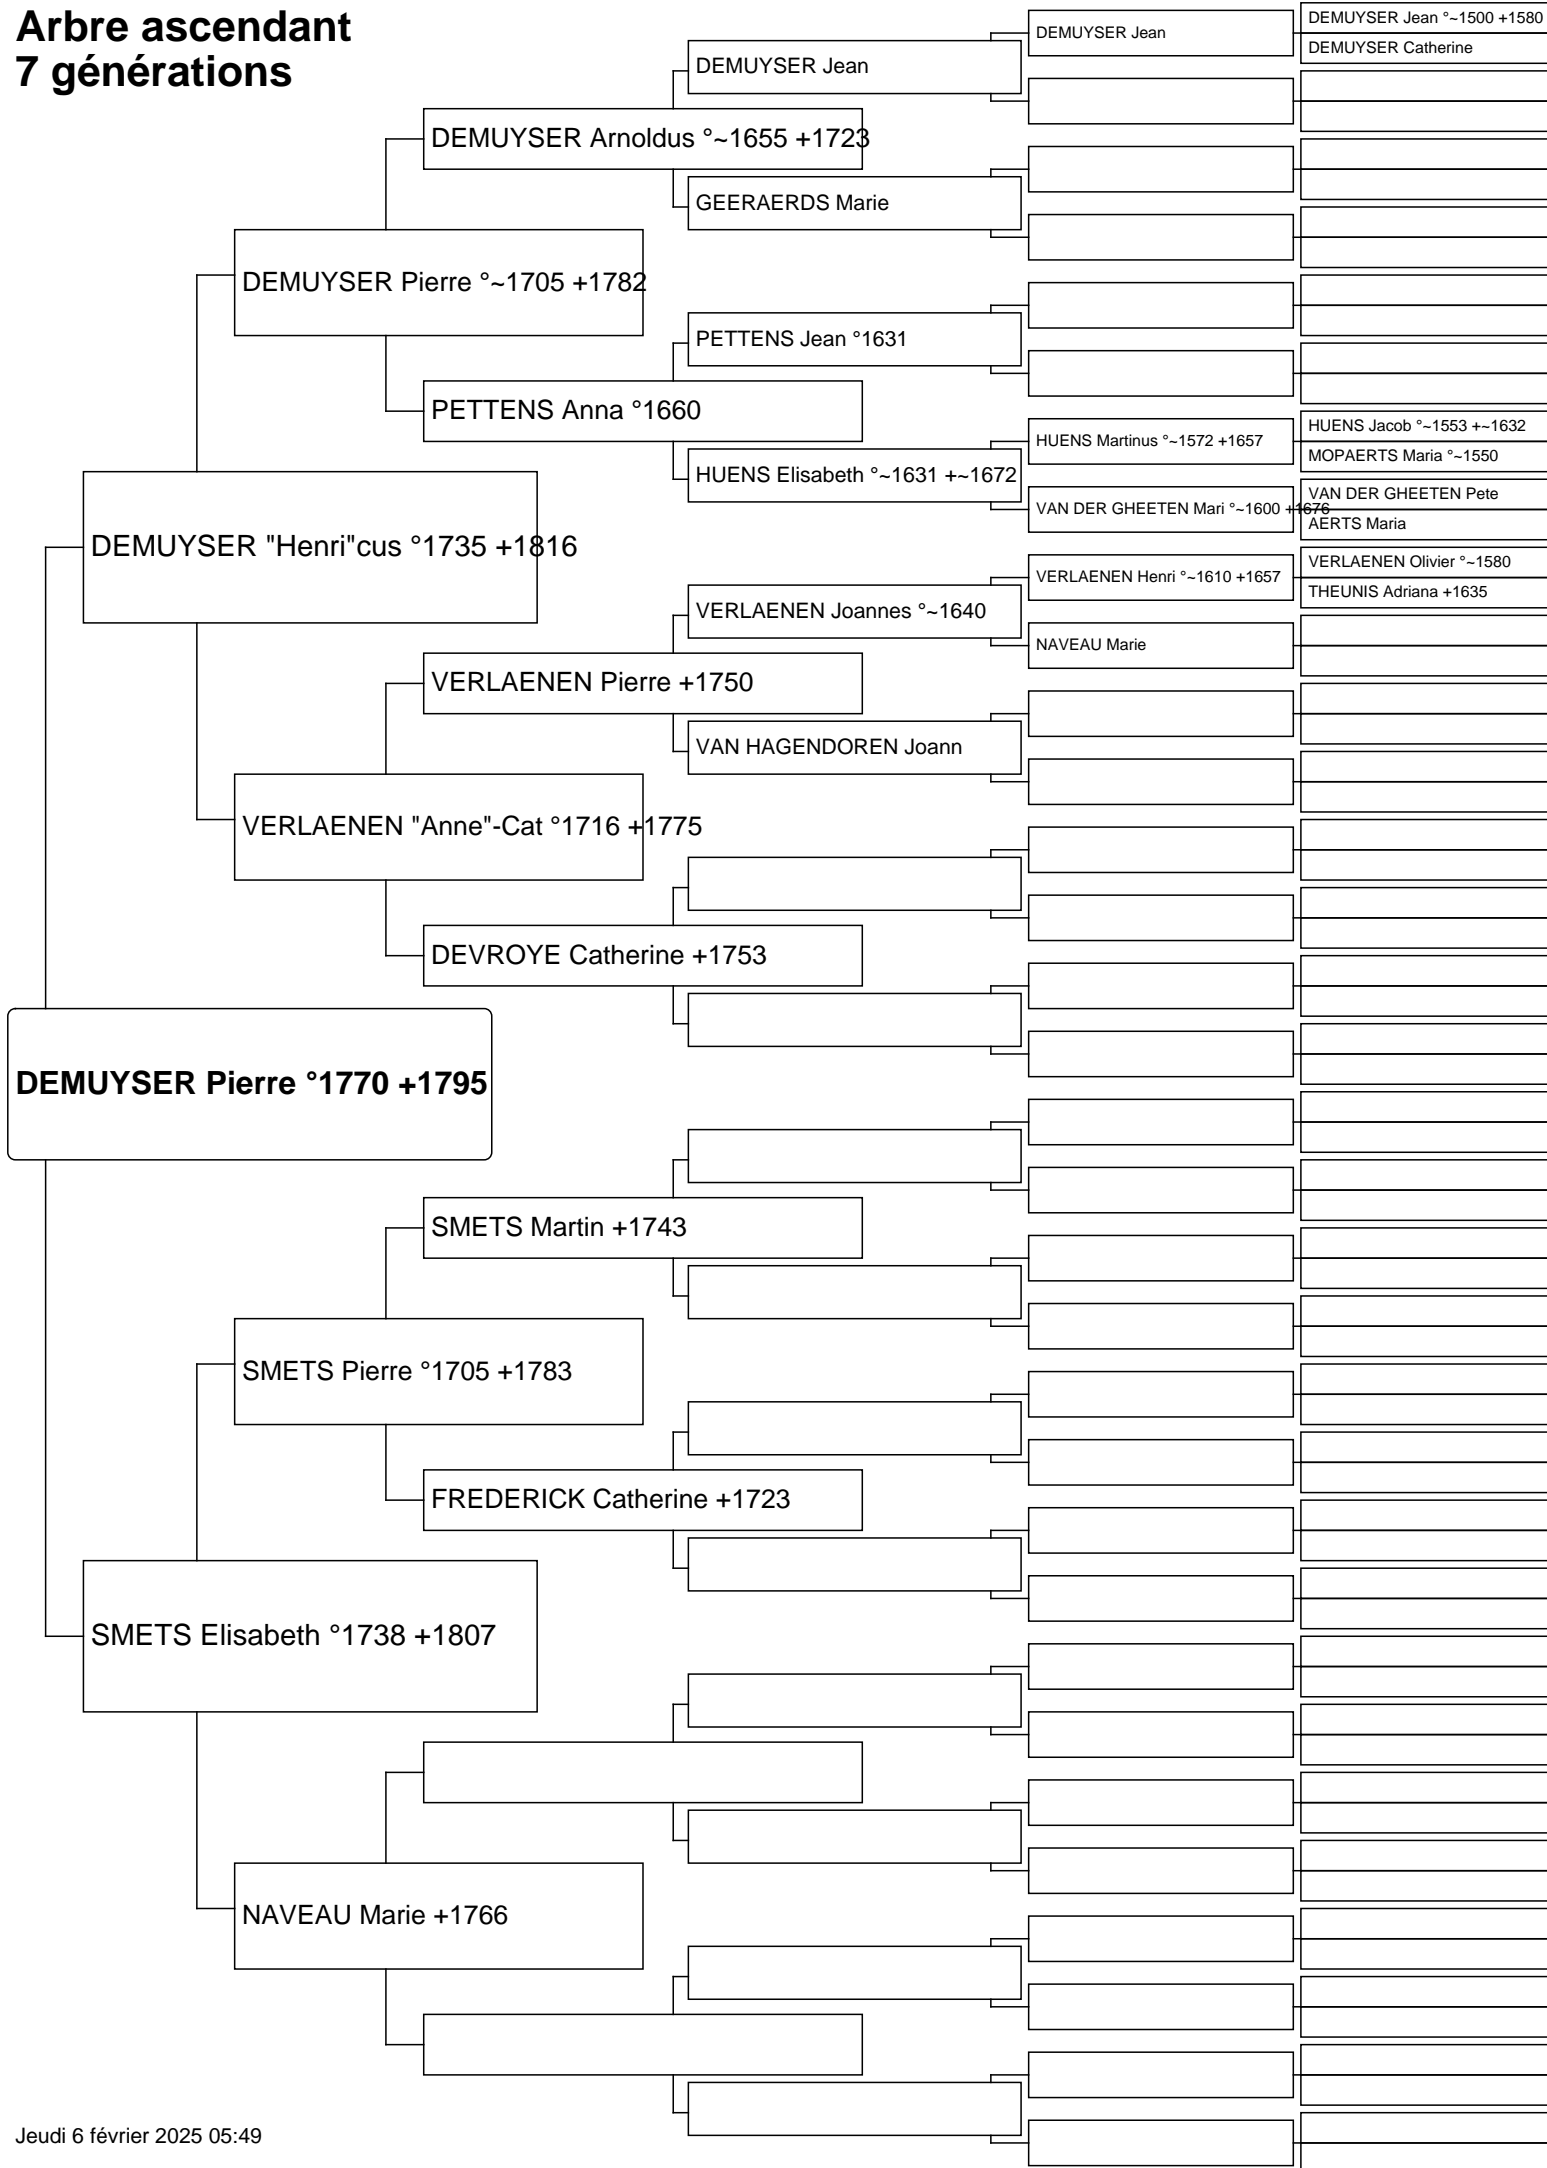 Arbre ascendant
7 générations
DEMUYSER Pierre °1770 +1795
DEMUYSER "Henri"cus °1735 +1816
SMETS Elisabeth °1738 +1807
DEMUYSER Pierre °~1705 +1782
VERLAENEN "Anne"-Cat °1716 +1775
SMETS Pierre °1705 +1783
NAVEAU Marie +1766
DEMUYSER Arnoldus °~1655 +1723
PETTENS Anna °1660
VERLAENEN Pierre +1750
DEVROYE Catherine +1753
SMETS Martin +1743
FREDERICK Catherine +1723
DEMUYSER Jean
GEERAERDS Marie
PETTENS Jean °1631
HUENS Elisabeth °~1631 +~1672
VERLAENEN Joannes °~1640
VAN HAGENDOREN Joann
DEMUYSER Jean
HUENS Martinus °~1572 +1657
VAN DER GHEETEN Mari °~1600 +1676
VERLAENEN Henri °~1610 +1657
NAVEAU Marie
DEMUYSER Jean °~1500 +1580
DEMUYSER Catherine
HUENS Jacob °~1553 +~1632
MOPAERTS Maria °~1550
VAN DER GHEETEN Pete
AERTS Maria
VERLAENEN Olivier °~1580
THEUNIS Adriana +1635
Jeudi 6 février 2025 05:49